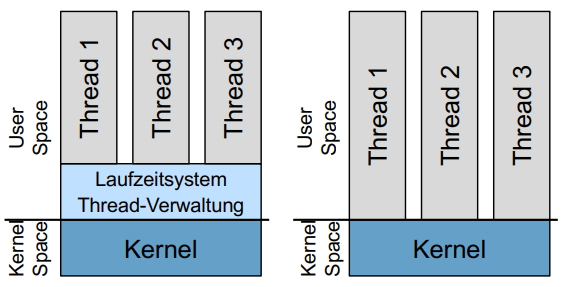 User
Space
Thread 1
Thread 2
Thread 3
Laufzeitsystem
Thread-Verwaltung
Kernel
Space
Kernel
User
Space
Thread 1
Thread 2
Thread 3
Kernel
Space
Kernel